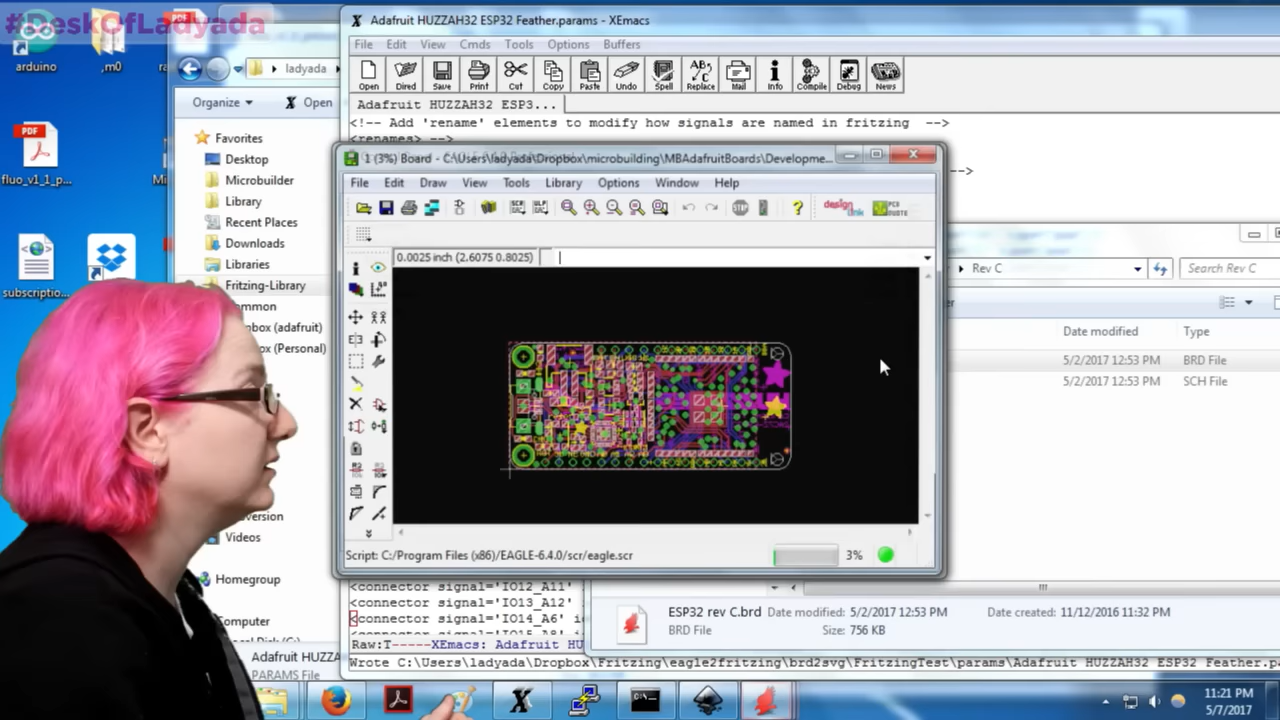 #DeskOfLadyada
Adafruit HUZZAH32 ESP32 Feather.params - XEmacs
File Edit View Cmds Tools Options Buffers
Open Dired Save Print Cut Copy Paste Undo Spell Replace Mail Info Compile Debug News
Adafruit HUZZAH32 ESP3...
<!-- Add 'rename' elements to modify how signals are named in fritzing -->
<renames> -->
-->
arduino
_m0
PDF
fluo_v1_1_p...
subscriptio...
ladyada
Organize
Open
Favorites
Desktop
Microbuilder
Library
Recent Places
Downloads
Libraries
Fritzing-Library
ommon
box (adafruit)
box (Personal)
Videos
Homegroup
omputer
1 (3%) Board - C:\Users\ladyada\Dropbox\microbuilding\MBAdafruitBoards\Developme...
File Edit Draw View Tools Library Options Window Help
0.0025 inch (2.6075 0.8025)
Script: C:/Program Files (x86)/EAGLE-6.4.0/scr/eagle.scr
3%
Rev C
Search Rev C
Date modified Type
5/2/2017 12:53 PM BRD File
5/2/2017 12:53 PM SCH File
<connector signal='IO12_A11'
<connector signal='IO13_A12'
<connector signal='IO14_A6' i
<connector signal='IO15_A8' i
Raw:T-----XEmacs: Adafruit HU
Wrote C:\Users\ladyada\Dropbox\Fritzing\eagle2fritzing\brd2svg\FritzingTest\params\Adafruit HUZZAH32 ESP32 Feather.pa
ESP32 rev C.brd Date modified: 5/2/2017 12:53 PM Date created: 11/12/2016 11:32 PM
BRD File Size: 756 KB
Adafruit HUZZA
PARAMS File
11:21 PM
5/7/2017